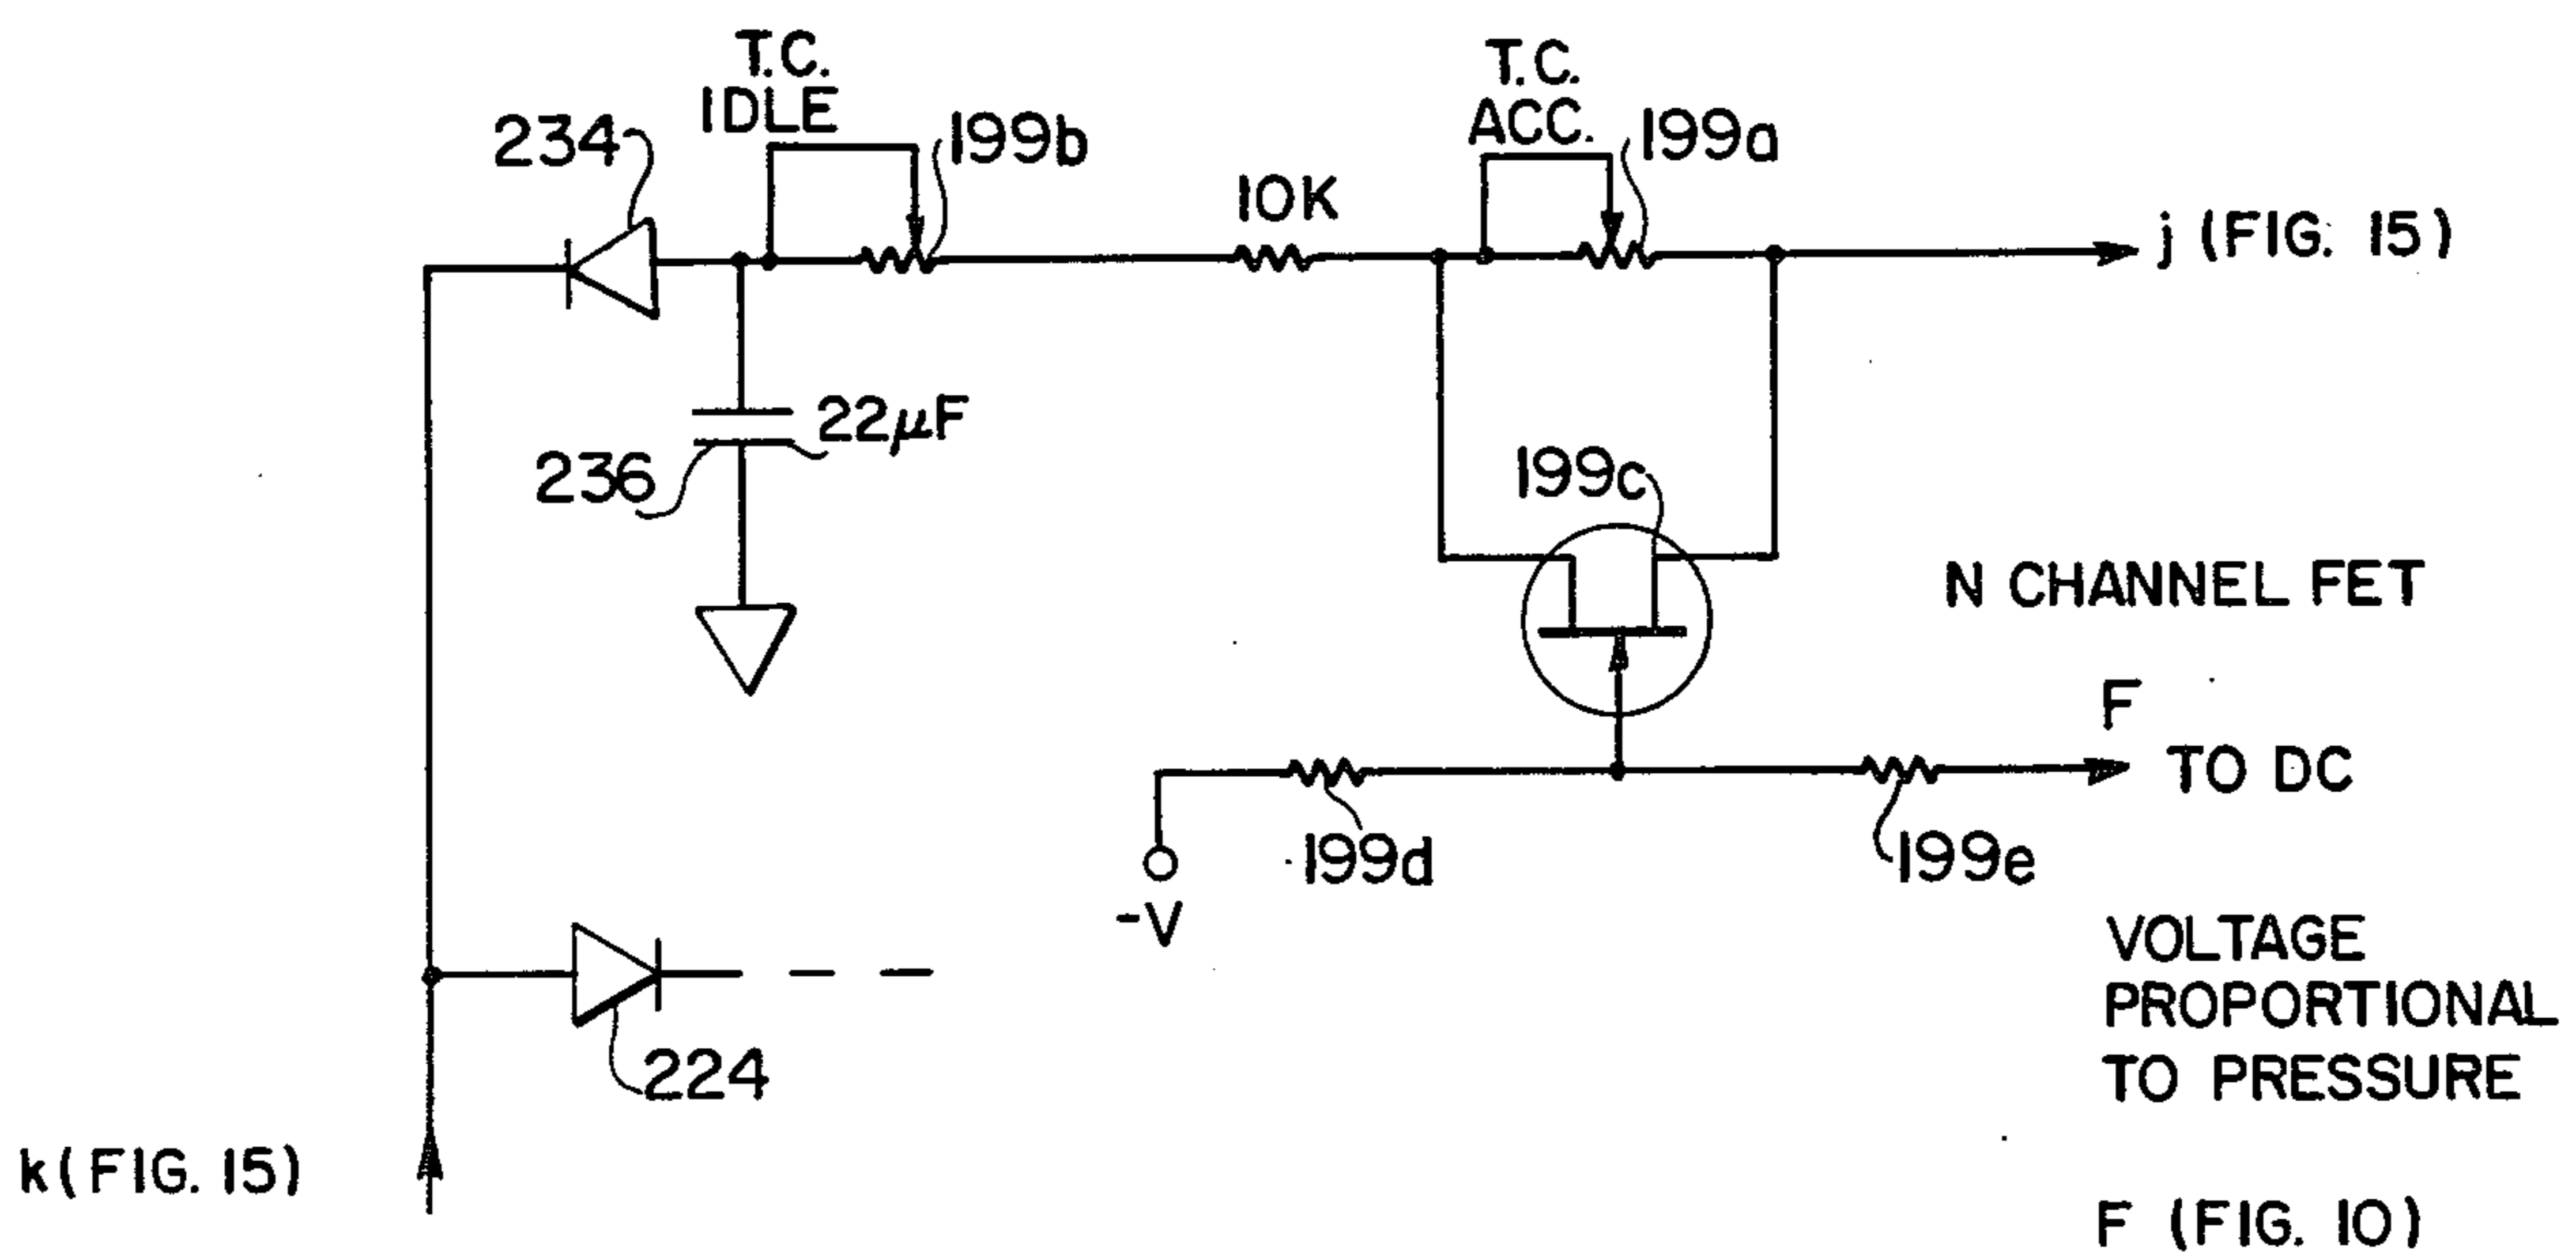 T.C.
IDLE
234
199b
10K
T.C.
ACC.
199a
j (FIG. 15)
22μF
236
199c
N CHANNEL FET
F
TO DC
199d
199e
-V
VOLTAGE
PROPORTIONAL
TO PRESSURE
224
k(FIG. 15)
F (FIG. 10)